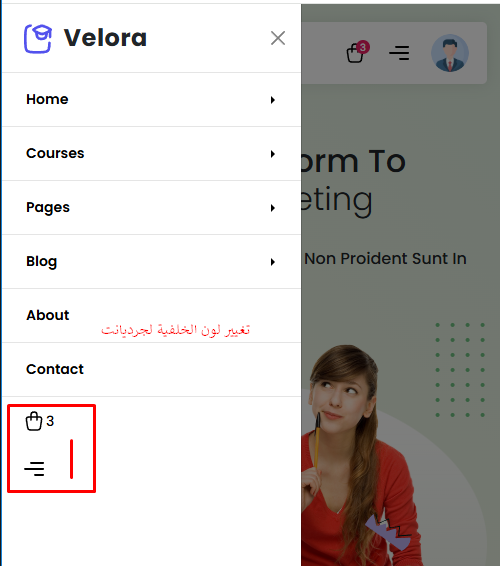 Velora
3
Home
Courses
orm To
Pages
eting
Blog
Non Proident Sunt In
About
تغيير لون الخلفية لجرديانت
Contact
3